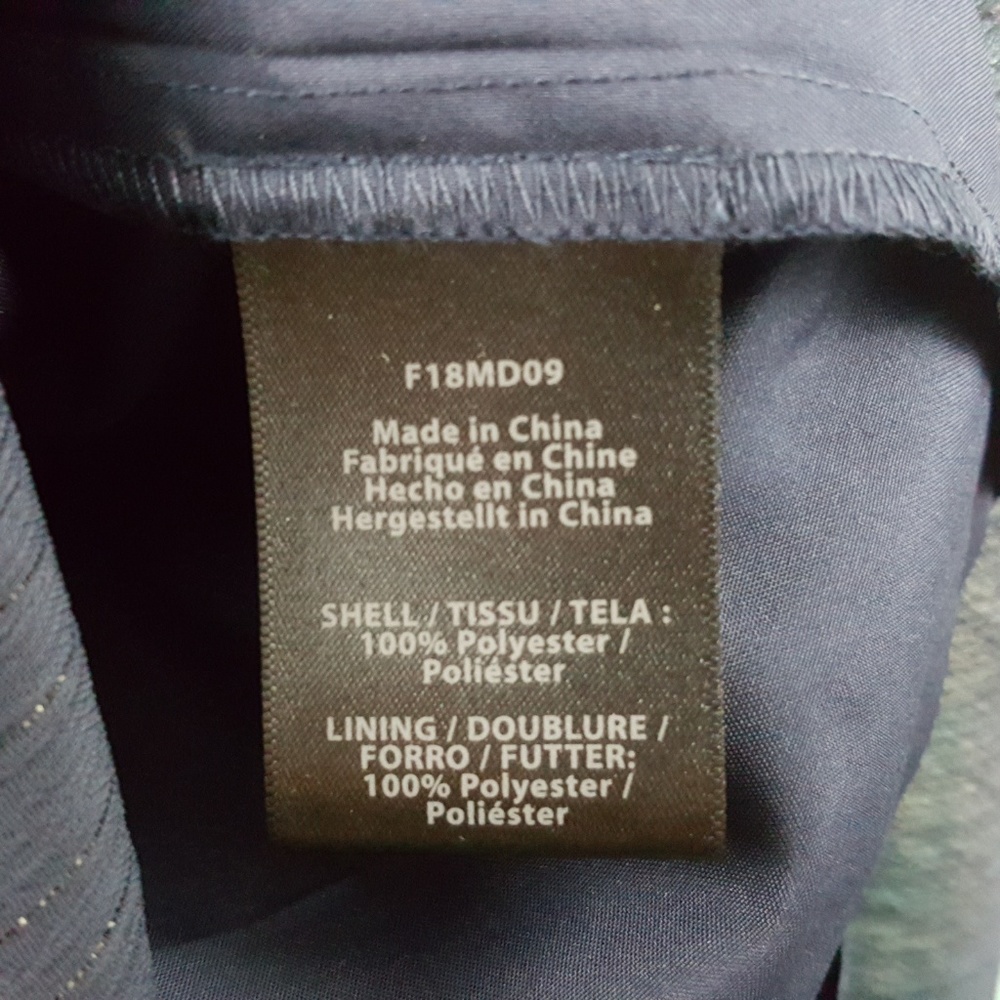 F18MD09
Made in China
Fabriqué en Chine
Hecho en China
Hergestellt in China
SHELL / TISSU / TELA :
100% Polyester /
Poliéster
LINING / DOUBLURE /
FORRO / FUTTER:
100% Polyester /
Poliéster